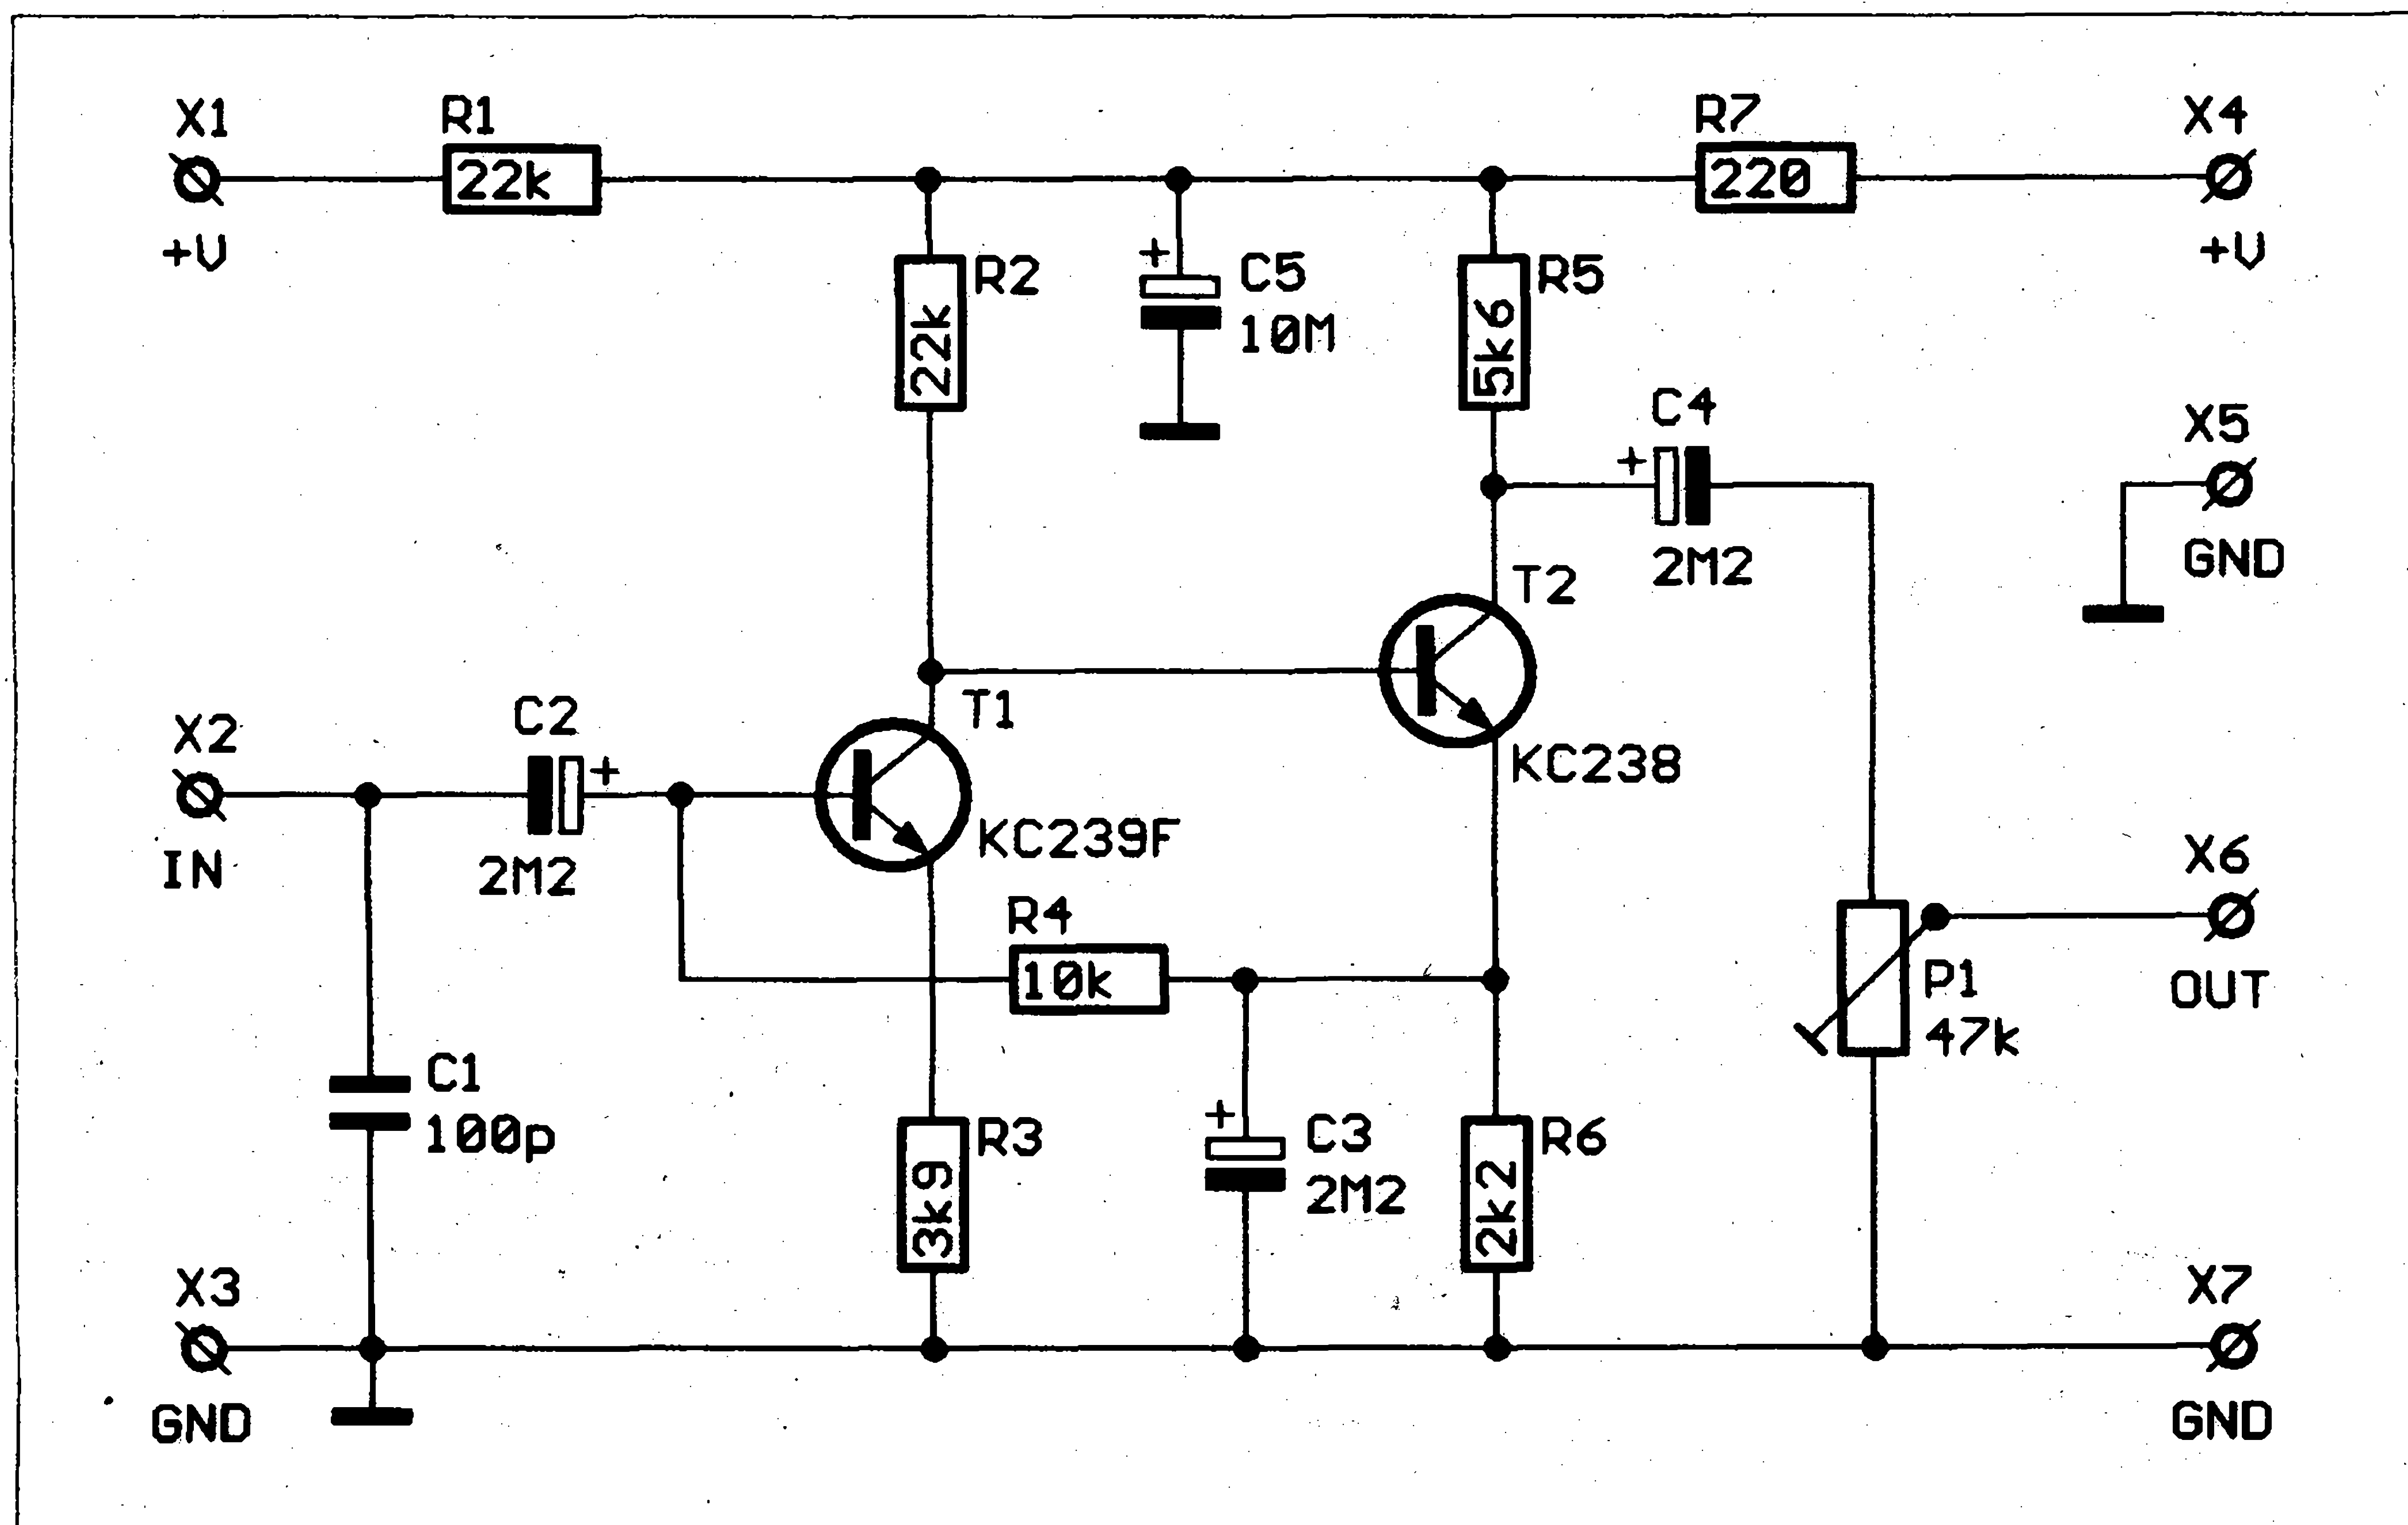 X1
+V
R1
22k
R2
22k
C5
+
10M
R5
5k6
R7
220
X4
+V
C4
+
2M2
X5
GND
T2
KC238
T1
KC239F
X2
IN
C2
+
2M2
R4
10k
X6
OUT
P1
47k
C1
100p
R3
3k9
C3
+
2M2
R6
2k2
X3
GND
X7
GND